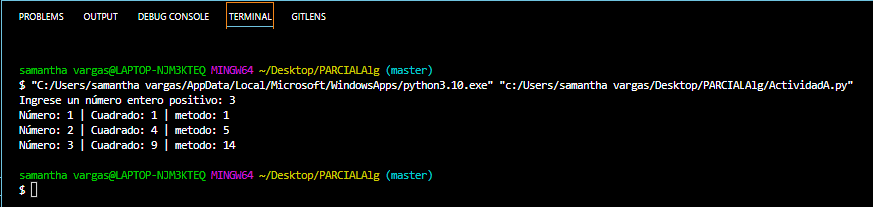 PROBLEMS OUTPUT DEBUG CONSOLE TERMINAL GITLENS
samantha vargas@LAPTOP-NJM3KTEQ MINGW64 ~/Desktop/PARCIALAlg (master)
$ "C:/Users/samantha vargas/AppData/Local/Microsoft/WindowsApps/python3.10.exe" "c:/Users/samantha vargas/Desktop/PARCIALAlg/ActividadA.py"
Ingrese un número entero positivo: 3
Número: 1 | Cuadrado: 1 | metodo: 1
Número: 2 | Cuadrado: 4 | metodo: 5
Número: 3 | Cuadrado: 9 | metodo: 14
samantha vargas@LAPTOP-NJM3KTEQ MINGW64 ~/Desktop/PARCIALAlg (master)
$